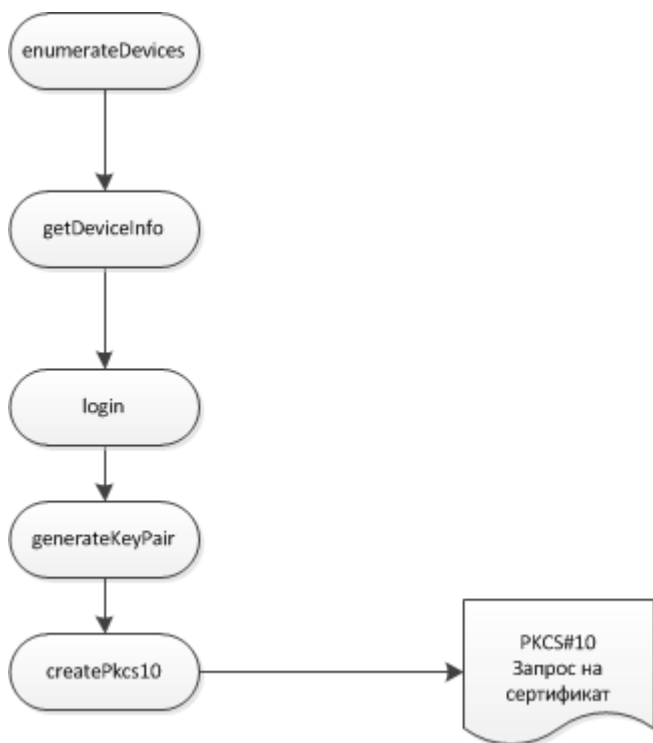 enumerateDevices
getDeviceInfo
login
generateKeyPair
createPkcs10
PKCS#10
Запрос на
сертификат